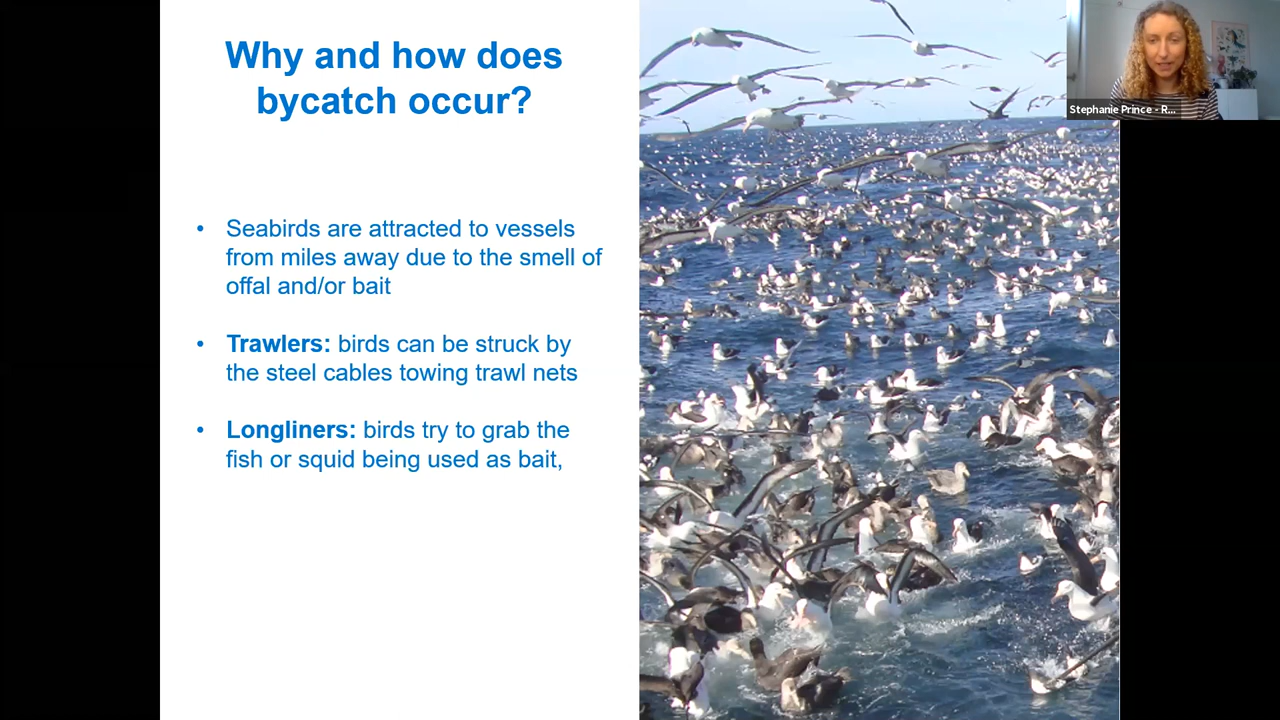 Why and how does
bycatch occur?
• Seabirds are attracted to vessels
from miles away due to the smell of
offal and/or bait
• Trawlers: birds can be struck by
the steel cables towing trawl nets
• Longliners: birds try to grab the
fish or squid being used as bait,
Stephanie Prince - R...